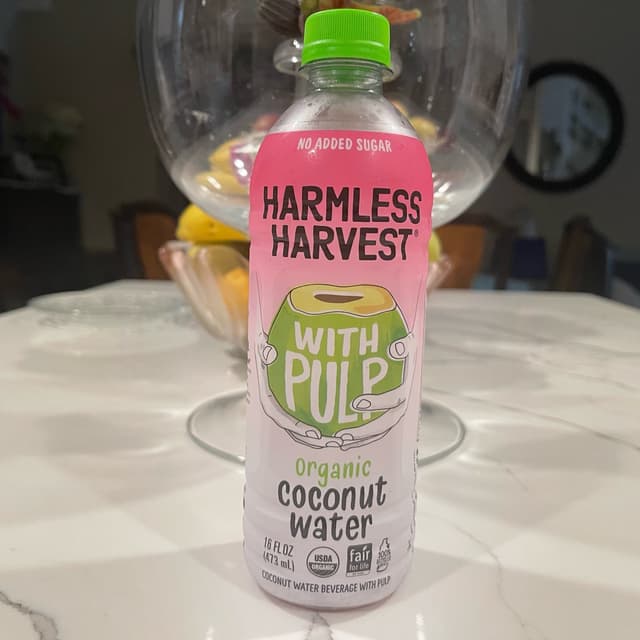 NO ADDED SUGAR
HARMLESS
HARVEST®
WITH
PULP
organic
coconut
water
16 FL OZ
(473 mL)
USDA
ORGANIC
fair
for life
100%
COCONUT WATER BEVERAGE WITH PULP